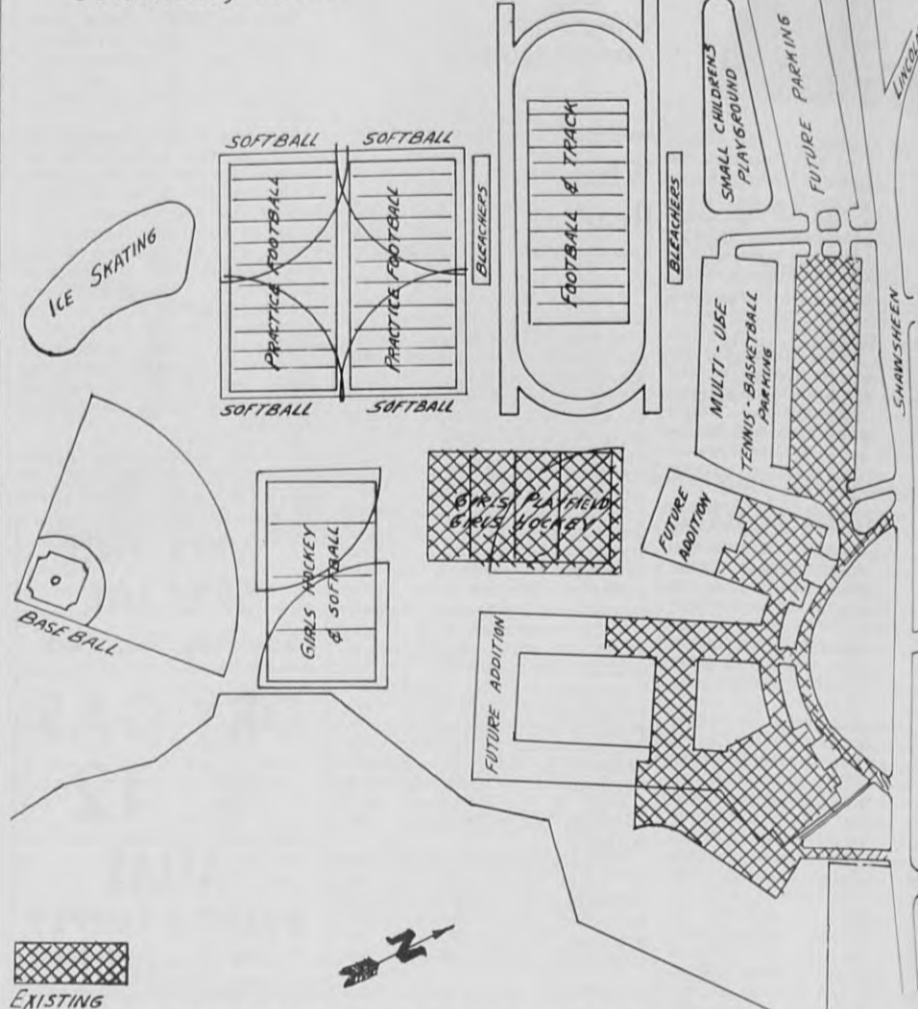 FUTURE PARKING
SMALL CHILDREN'S
PLAYGROUND
SOFTBALL
SOFTBALL
FOOTBALL & TRACK
BLEACHERS
BLEACHERS
PRACTICE FOOTBALL
PRACTICE FOOTBALL
ICE SKATING
SHAWSHEEN
MULTI-USE
TENNIS-BASKETBALL
PARKING
SOFTBALL
SOFTBALL
GIRLS PLAYFIELD
GIRLS HOCKEY
FUTURE
ADDITION
GIRLS HOCKEY
& SOFTBALL
BASE BALL
FUTURE ADDITION
N
EXISTING